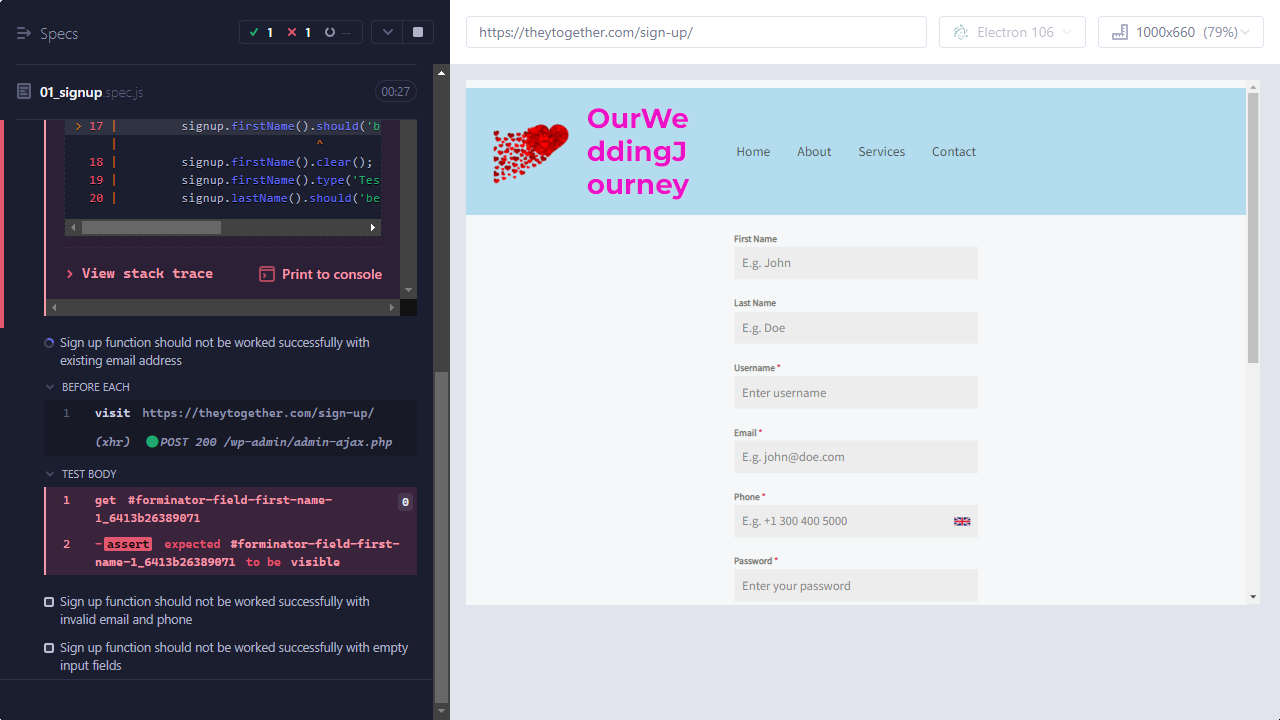 Specs
1
1
--
01_signup.spec.js
00:27
> 17 | signup.firstName().should('b
| ^
18 | signup.firstName().clear();
19 | signup.firstName().type('Tes
20 | signup.lastName().should('be
> View stack trace
Print to console
Sign up function should not be worked successfully with
existing email address
BEFORE EACH
1 visit https://theytogether.com/sign-up/
(xhr) POST 200 /wp-admin/admin-ajax.php
TEST BODY
1 get #forminator-field-first-name-
1_6413b26389071
0
2 -assert expected #forminator-field-first-
name-1_6413b26389071 to be visible
Sign up function should not be worked successfully with
invalid email and phone
Sign up function should not be worked successfully with empty
input fields
https://theytogether.com/sign-up/
Electron 106
1000x660 (79%)
OurWe
ddingJ
ourney
Home
About
Services
Contact
First Name
E.g. John
Last Name
E.g. Doe
Username *
Enter username
Email *
E.g. john@doe.com
Phone *
E.g. +1 300 400 5000
Password *
Enter your password